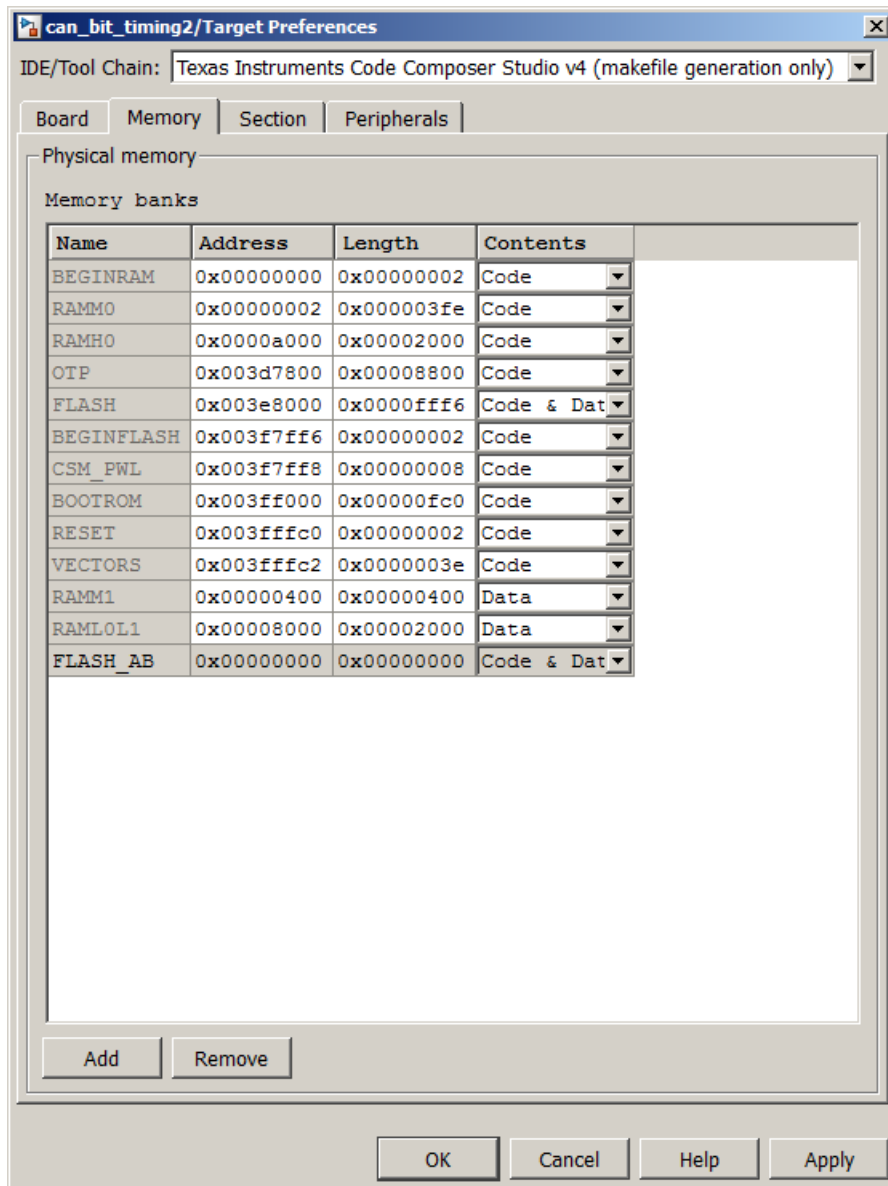 can_bit_timing2/Target Preferences
IDE/Tool Chain: Texas Instruments Code Composer Studio v4 (makefile generation only)
Board Memory Section Peripherals
Physical memory
Memory banks
Name Address Length Contents
BEGINRAM 0x00000000 0x00000002 Code
RAMM0 0x00000002 0x000003fe Code
RAMH0 0x0000a000 0x00002000 Code
OTP 0x003d7800 0x00008800 Code
FLASH 0x003e8000 0x0000fff6 Code & Dat
BEGINFLASH 0x003f7ff6 0x00000002 Code
CSM_PWL 0x003f7ff8 0x00000008 Code
BOOTROM 0x003ff000 0x00000fc0 Code
RESET 0x003fffc0 0x00000002 Code
VECTORS 0x003fffc2 0x0000003e Code
RAMM1 0x00000400 0x00000400 Data
RAML0L1 0x00008000 0x00002000 Data
FLASH_AB 0x00000000 0x00000000 Code & Dat
Add Remove
OK Cancel Help Apply